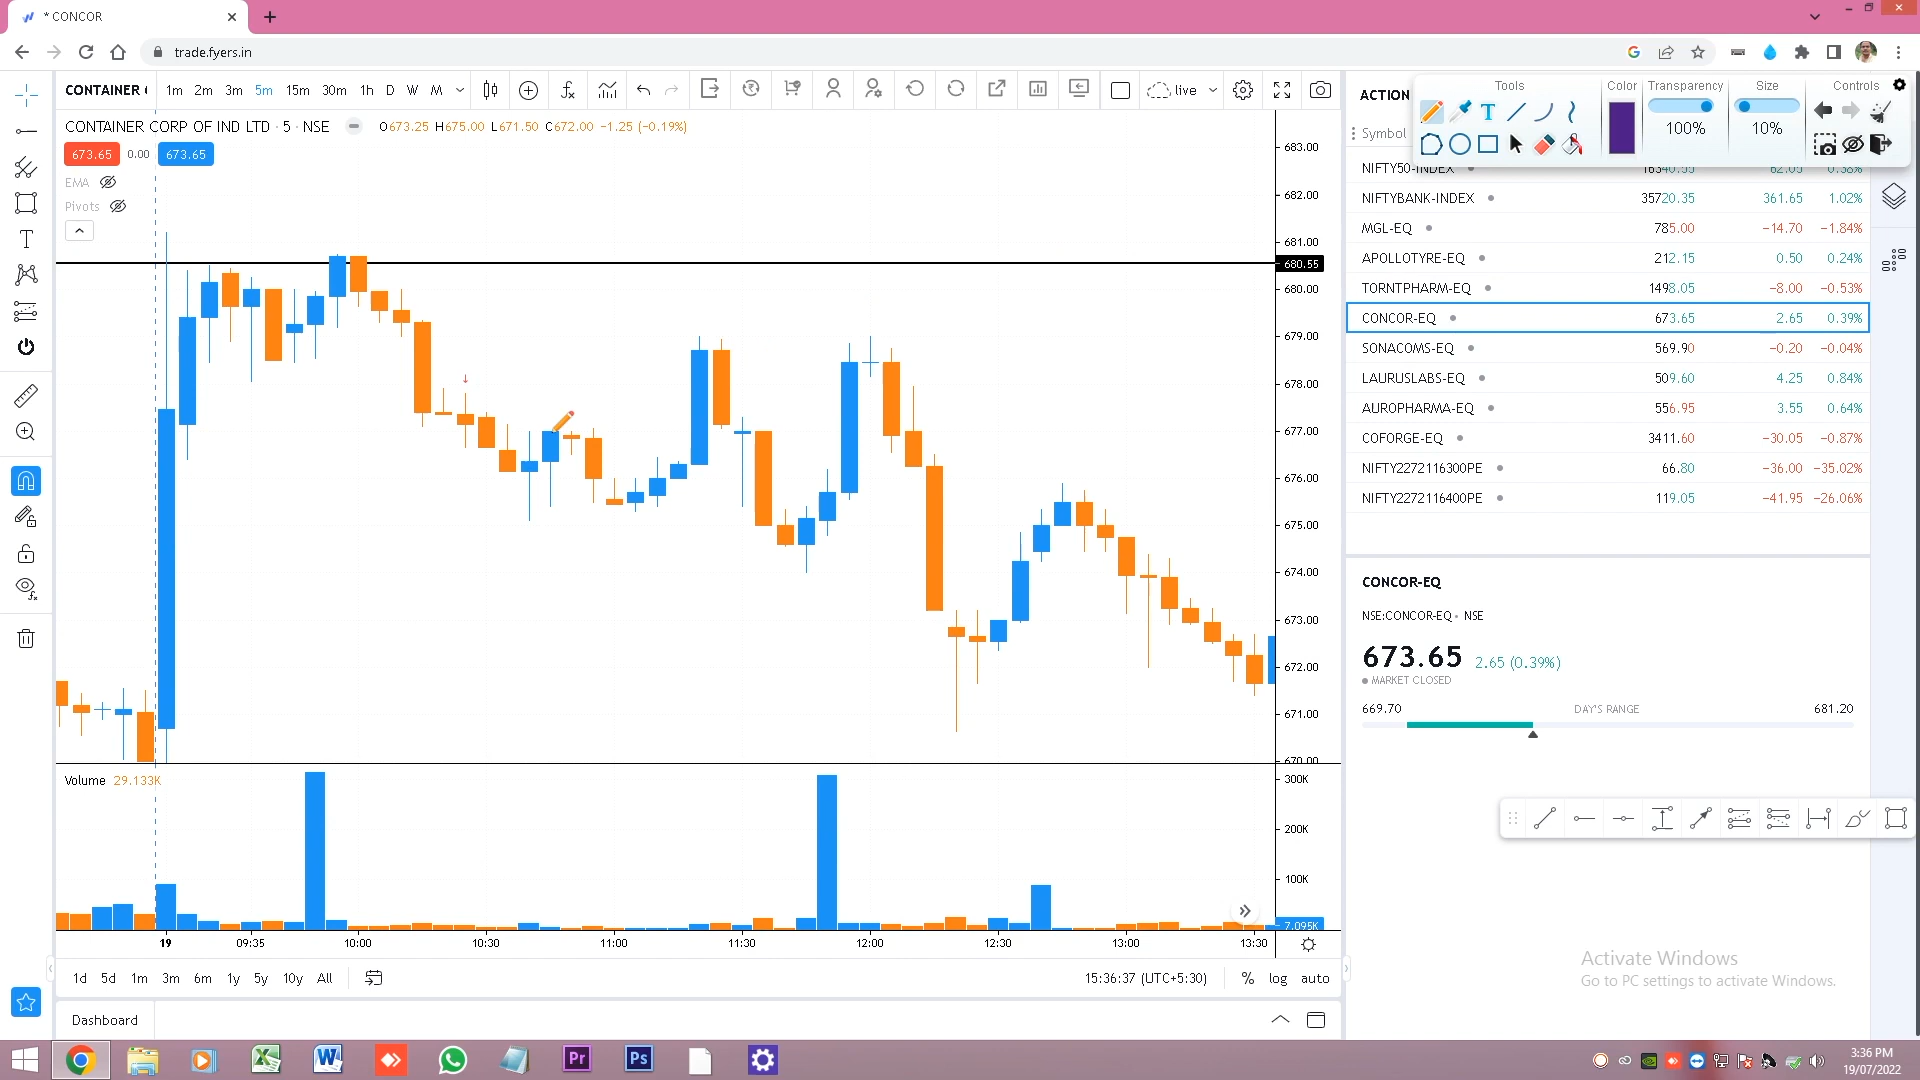 * CONCOR
trade.fyers.in
CONTAINER
1m 2m 3m 5m 15m 30m 1h D W M
live
CONTAINER CORP OF IND LTD · 5 · NSE
O673.25 H675.00 L671.50 C672.00 −1.25 (−0.19%)
673.65 0.00 673.65
EMA
Pivots
683.00
682.00
681.00
680.55
680.00
679.00
678.00
677.00
676.00
675.00
674.00
673.00
672.00
671.00
670.00
Volume 29.133K
300K
200K
100K
7.095K
19 09:35 10:00 10:30 11:00 11:30 12:00 12:30 13:00 13:30
1d 5d 1m 3m 6m 1y 5y 10y All
15:36:37 (UTC+5:30) % log auto
Dashboard
ACTION
Symbol
Tools Color Transparency Size Controls
T
100% 10%
NIFTY50-INDEX 16340.55 62.05 0.38%
NIFTYBANK-INDEX 35720.35 361.65 1.02%
MGL-EQ 785.00 −14.70 −1.84%
APOLLOTYRE-EQ 212.15 0.50 0.24%
TORNTPHARM-EQ 1498.05 −8.00 −0.53%
CONCOR-EQ 673.65 2.65 0.39%
SONACOMS-EQ 569.90 −0.20 −0.04%
LAURUSLABS-EQ 509.60 4.25 0.84%
AUROPHARMA-EQ 556.95 3.55 0.64%
COFORGE-EQ 3411.60 −30.05 −0.87%
NIFTY2272116300PE 66.80 −36.00 −35.02%
NIFTY2272116400PE 119.05 −41.95 −26.06%
CONCOR-EQ
NSE:CONCOR-EQ • NSE
673.65 2.65 (0.39%)
MARKET CLOSED
669.70 DAY'S RANGE 681.20
Activate Windows
Go to PC settings to activate Windows.
Pr Ps
3:36 PM
19/07/2022